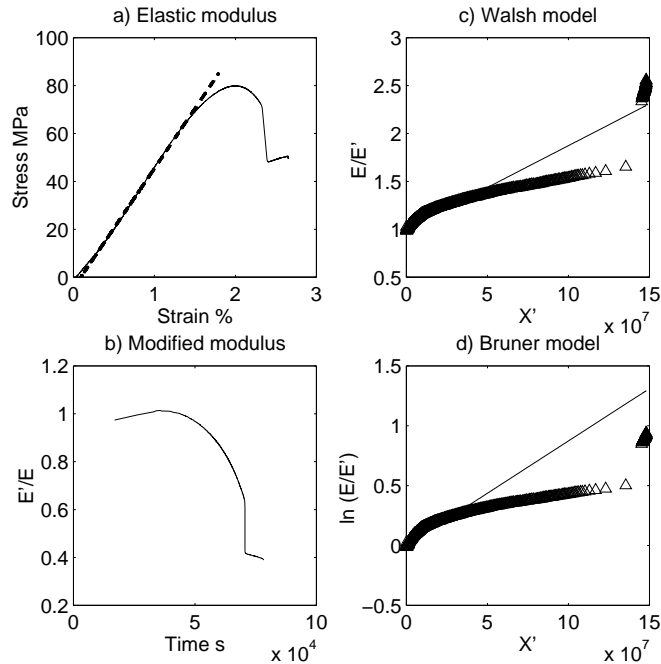 a) Elastic modulus
100
80
60
40
20
0
Stress MPa
0 1 2 3
Strain %
c) Walsh model
3
2.5
2
1.5
1
0.5
E/E'
0 5 10 15
X'
x 10^7
b) Modified modulus
1.2
1
0.8
0.6
0.4
0.2
E'/E
0 5 10
Time s
x 10^4
d) Bruner model
1.5
1
0.5
0
−0.5
ln (E/E')
0 5 10 15
X'
x 10^7